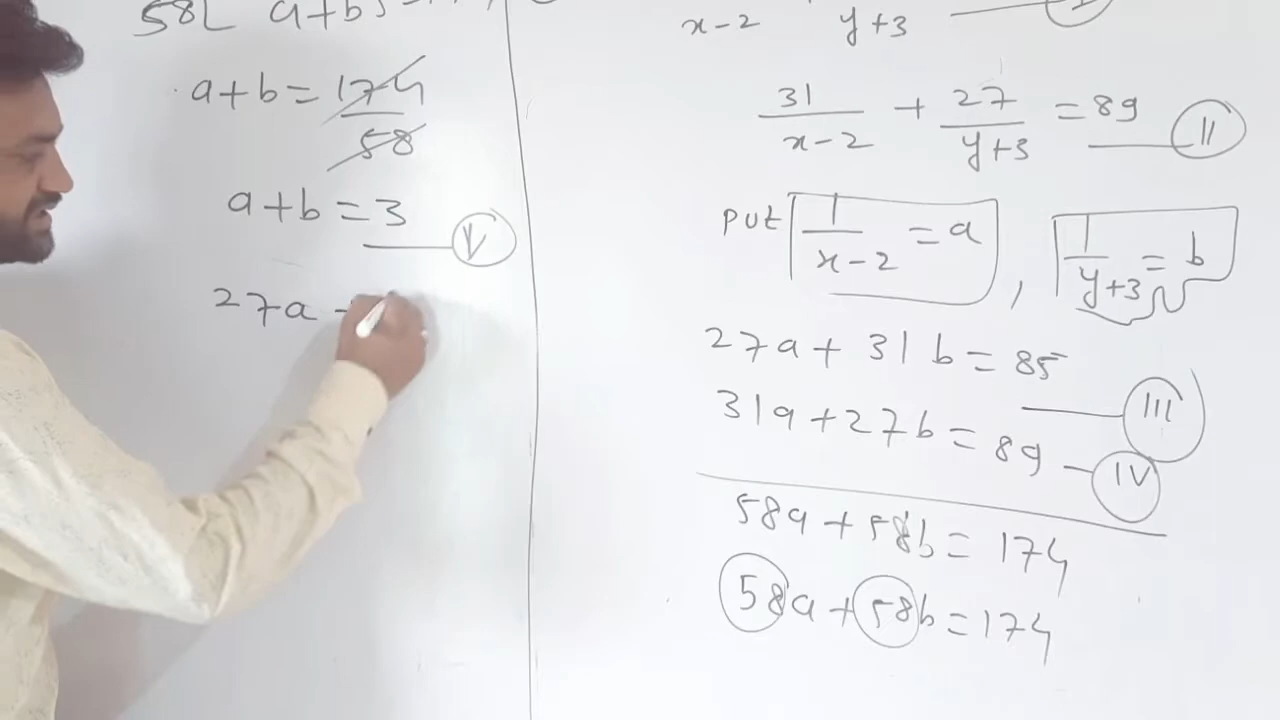 58[ a+b]
a+b = 174
58
a+b = 3
V
27a
x-2 y+3
31 + 27 = 89 II
x-2 y+3
put 1 = a , 1 = b
x-2 y+3
27a + 31b = 85 III
31a + 27b = 89 IV
58a + 58b = 174
58a + 58b = 174